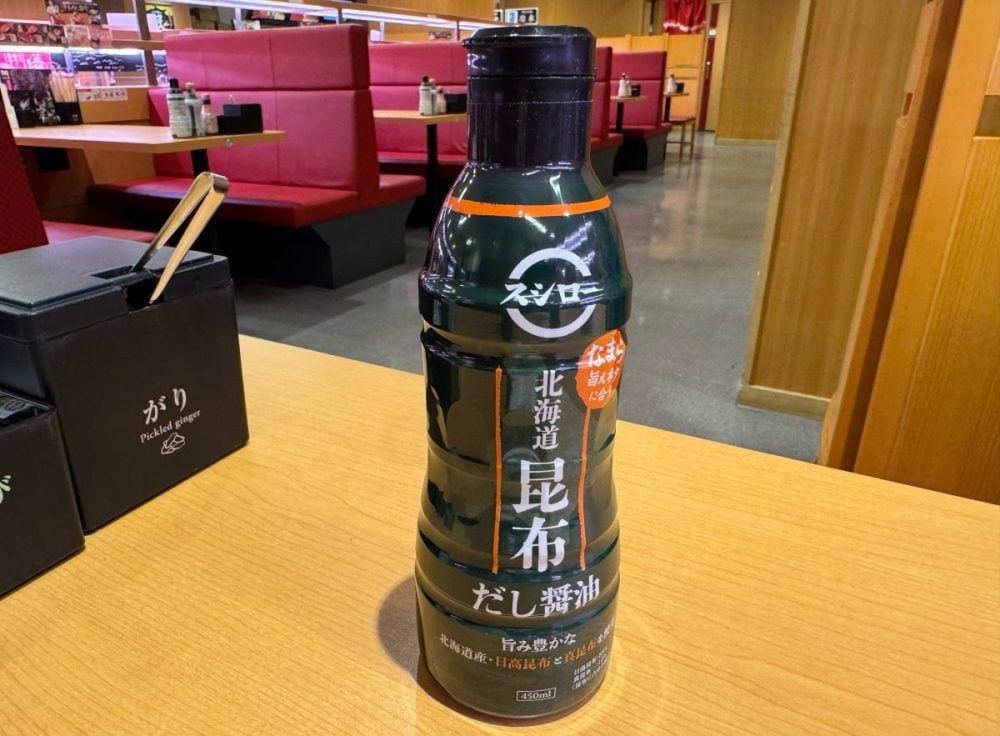 スシロー
なまら
旨えネタ
に合う
北海道
昆布
だし醤油
旨み豊かな
北海道産・日高昆布と真昆布を
450ml
がり
Pickled ginger
び